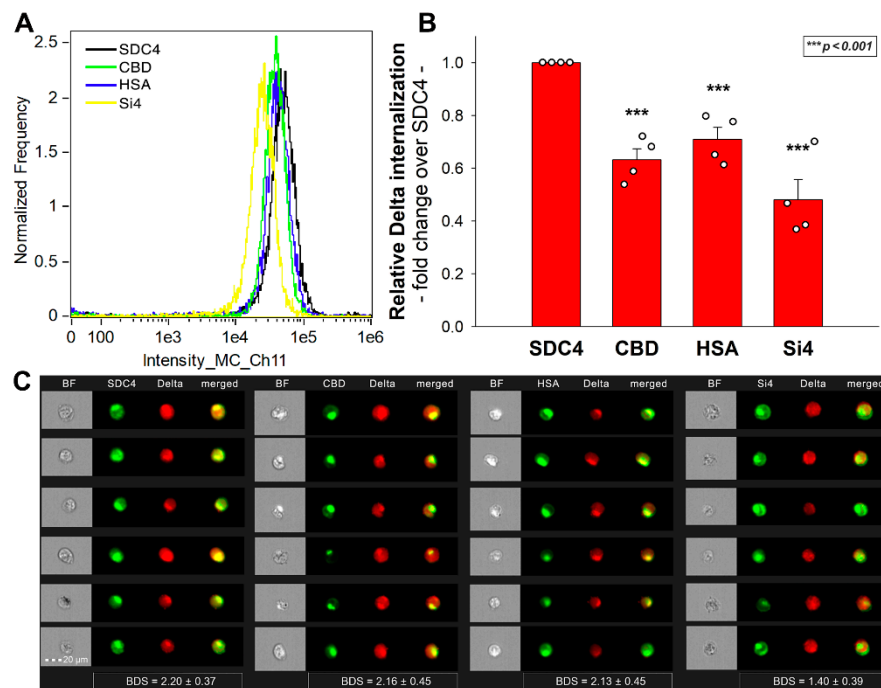 A
SDC4
CBD
HSA
Si4
Normalized Frequency
2.5
2
1.5
1
0.5
0
0 100 1e3 1e4 1e5 1e6
Intensity_MC_Ch11
B
*** p < 0.001
Relative Delta internalization
- fold change over SDC4 -
1.0
0.8
0.6
0.4
0.2
0.0
***
***
***
SDC4 CBD HSA Si4
C
BF SDC4 Delta merged BF CBD Delta merged BF HSA Delta merged BF Si4 Delta merged
20 µm
BDS = 2.20 ± 0.37 BDS = 2.16 ± 0.45 BDS = 2.13 ± 0.45 BDS = 1.40 ± 0.39